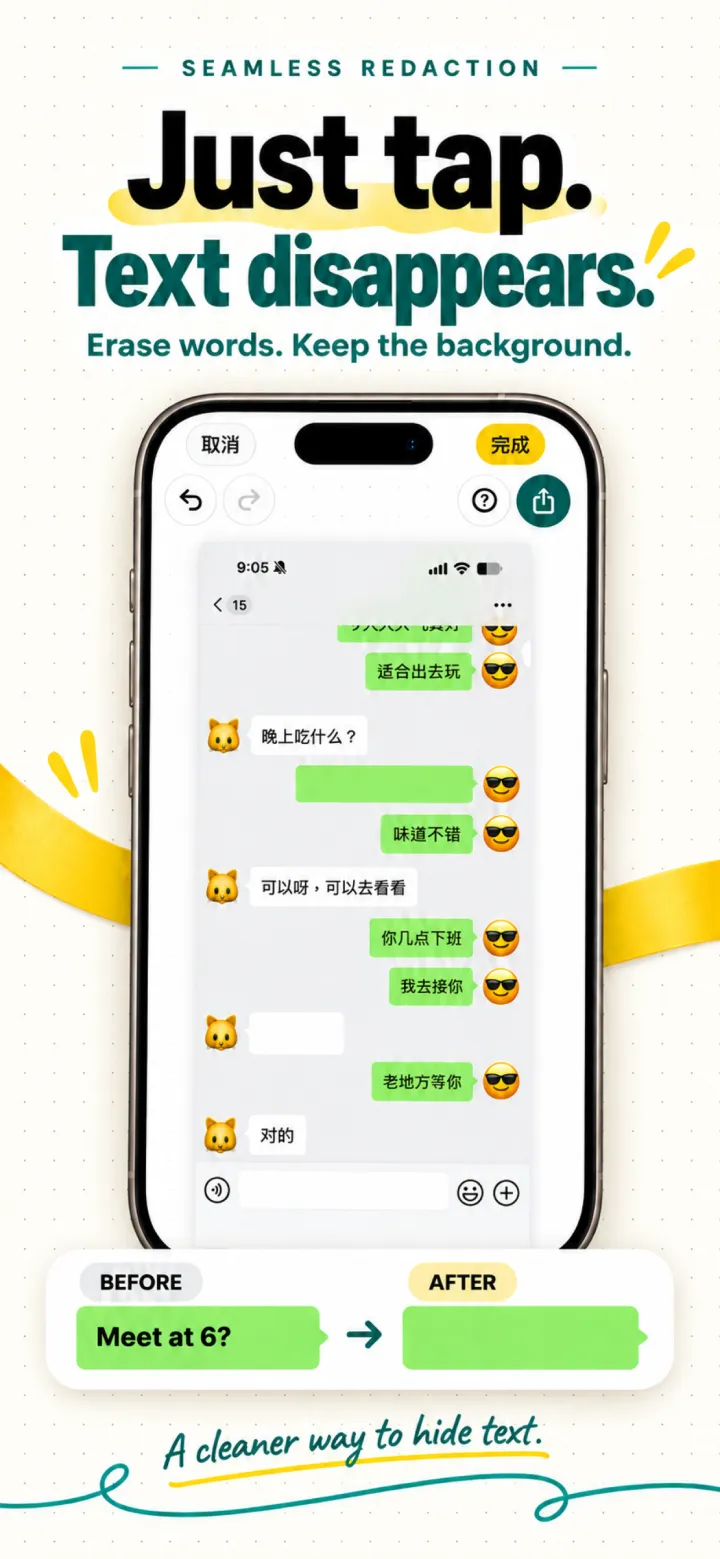 SEAMLESS REDACTION
Just tap.
Text disappears.
Erase words. Keep the background.
取消
完成
9:05
15
适合出去玩
晚上吃什么？
味道不错
可以呀，可以去看看
你几点下班
我去接你
老地方等你
对的
BEFORE
AFTER
Meet at 6?
A cleaner way to hide text.